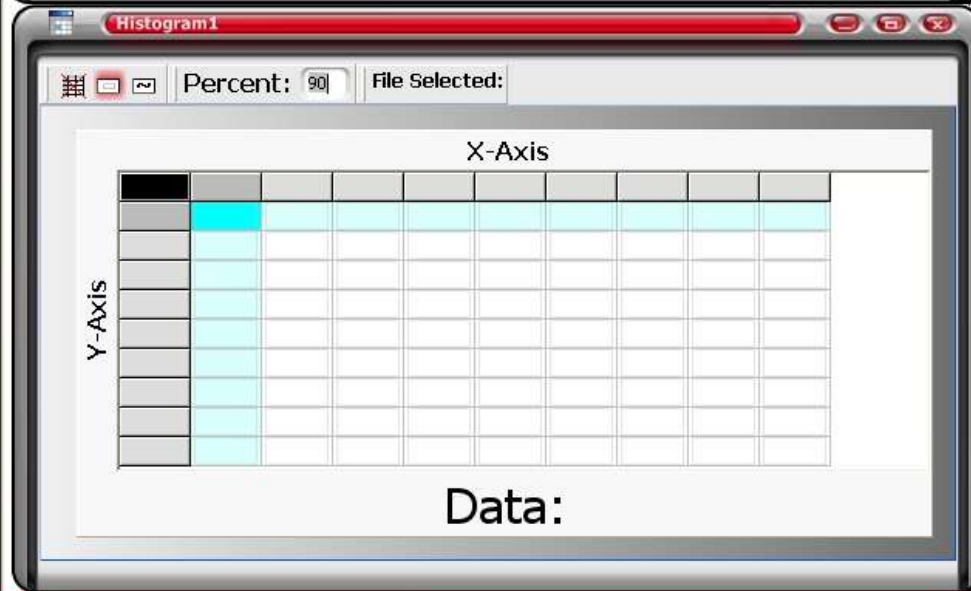 Histogram1
Percent: 90 File Selected:
X-Axis
Y-Axis
Data: